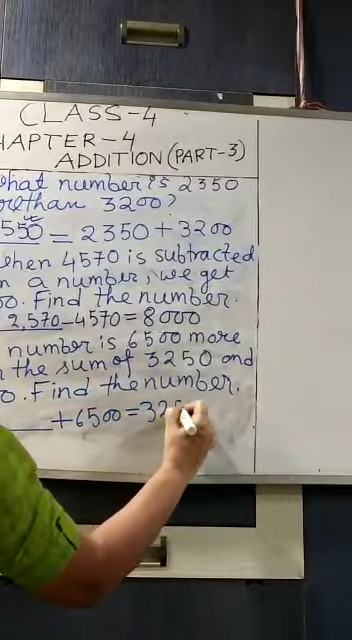 CLASS-4
HAPTER-4
ADDITION (PART-3)
hat number is 2350
ore than 3200?
550 = 2350 + 3200
hen 4570 is subtracted
a number, we get
00. Find the number.
2,570 - 4570 = 8000
number is 6500 more
the sum of 3250 and
0. Find the number.
+ 6500 = 32